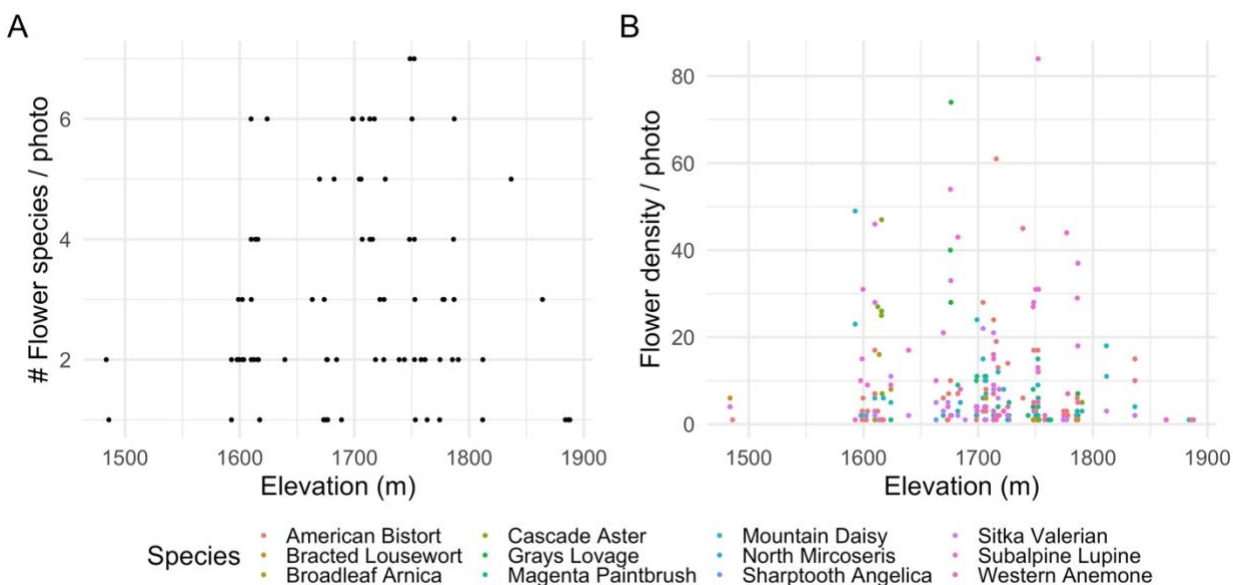 A
B
# Flower species / photo
6
4
2
1500 1600 1700 1800 1900
Elevation (m)
Flower density / photo
80
60
40
20
0
1500 1600 1700 1800 1900
Elevation (m)
Species
American Bistort
Bracted Lousewort
Broadleaf Arnica
Cascade Aster
Grays Lovage
Magenta Paintbrush
Mountain Daisy
North Mircoseris
Sharptooth Angelica
Sitka Valerian
Subalpine Lupine
Western Anemone